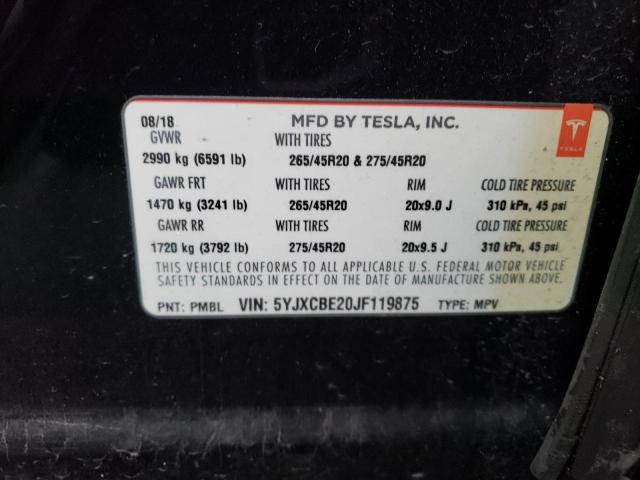 08/18 MFD BY TESLA, INC.
GVWR WITH TIRES
2990 kg (6591 lb) 265/45R20 & 275/45R20
TESLA
GAWR FRT WITH TIRES RIM COLD TIRE PRESSURE
1470 kg (3241 lb) 265/45R20 20x9.0 J 310 kPa, 45 psi
GAWR RR WITH TIRES RIM COLD TIRE PRESSURE
1720 kg (3792 lb) 275/45R20 20x9.5 J 310 kPa, 45 psi
THIS VEHICLE CONFORMS TO ALL APPLICABLE U.S. FEDERAL MOTOR VEHICLE
SAFETY STANDARDS IN EFFECT ON THE DATE OF MANUFACTURE SHOWN ABOVE.
PNT: PMBL VIN: 5YJXCBE20JF119875 TYPE: MPV